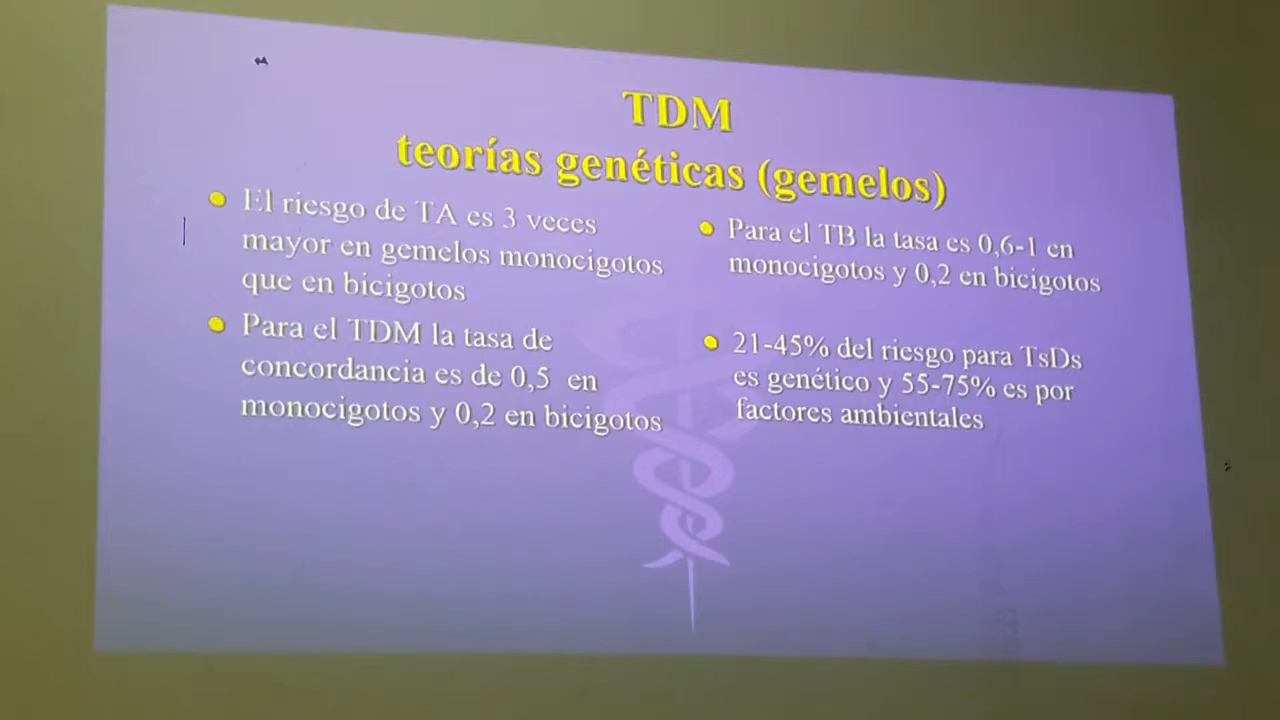 TDM
teorías genéticas (gemelos)
El riesgo de TA es 3 veces
mayor en gemelos monocigotos
que en bicigotos
Para el TDM la tasa de
concordancia es de 0,5 en
monocigotos y 0,2 en bicigotos
Para el TB la tasa es 0,6-1 en
monocigotos y 0,2 en bicigotos
21-45% del riesgo para TsDs
es genético y 55-75% es por
factores ambientales